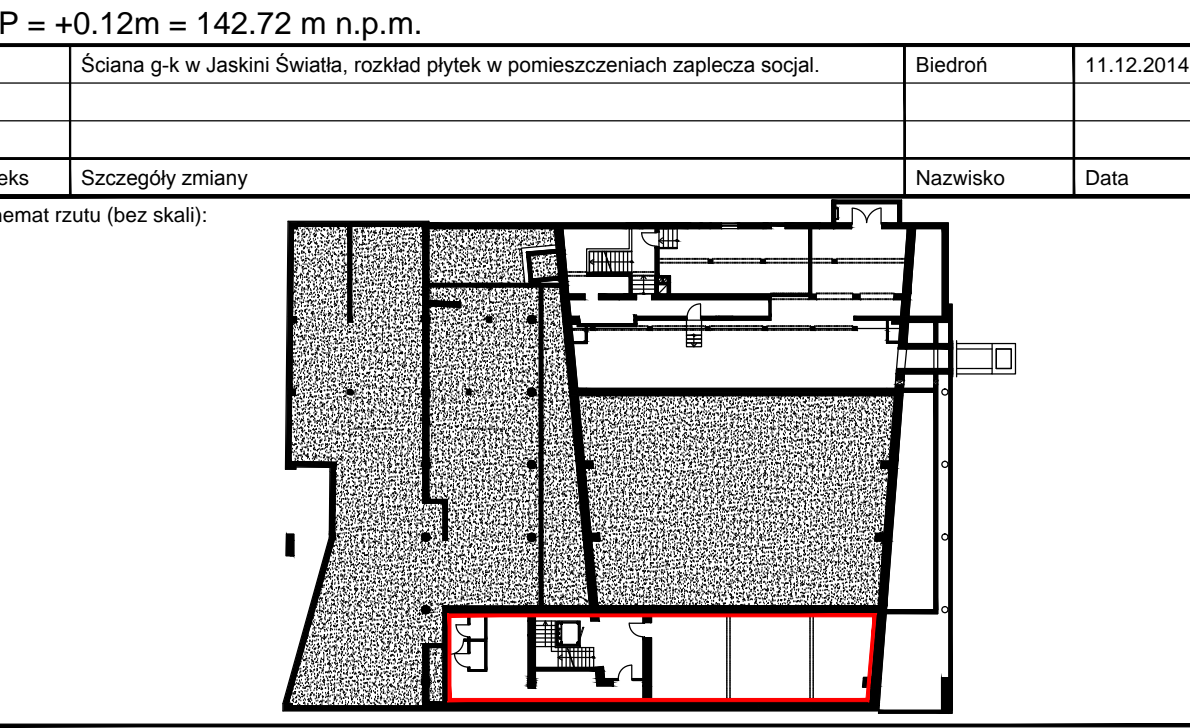 P = +0.12m = 142.72 m n.p.m.
Ściana g-k w Jaskini Światła, rozkład płytek w pomieszczeniach zaplecza socjal. Biedroń 11.12.2014
eks Szczegóły zmiany Nazwisko Data
emat rzutu (bez skali):